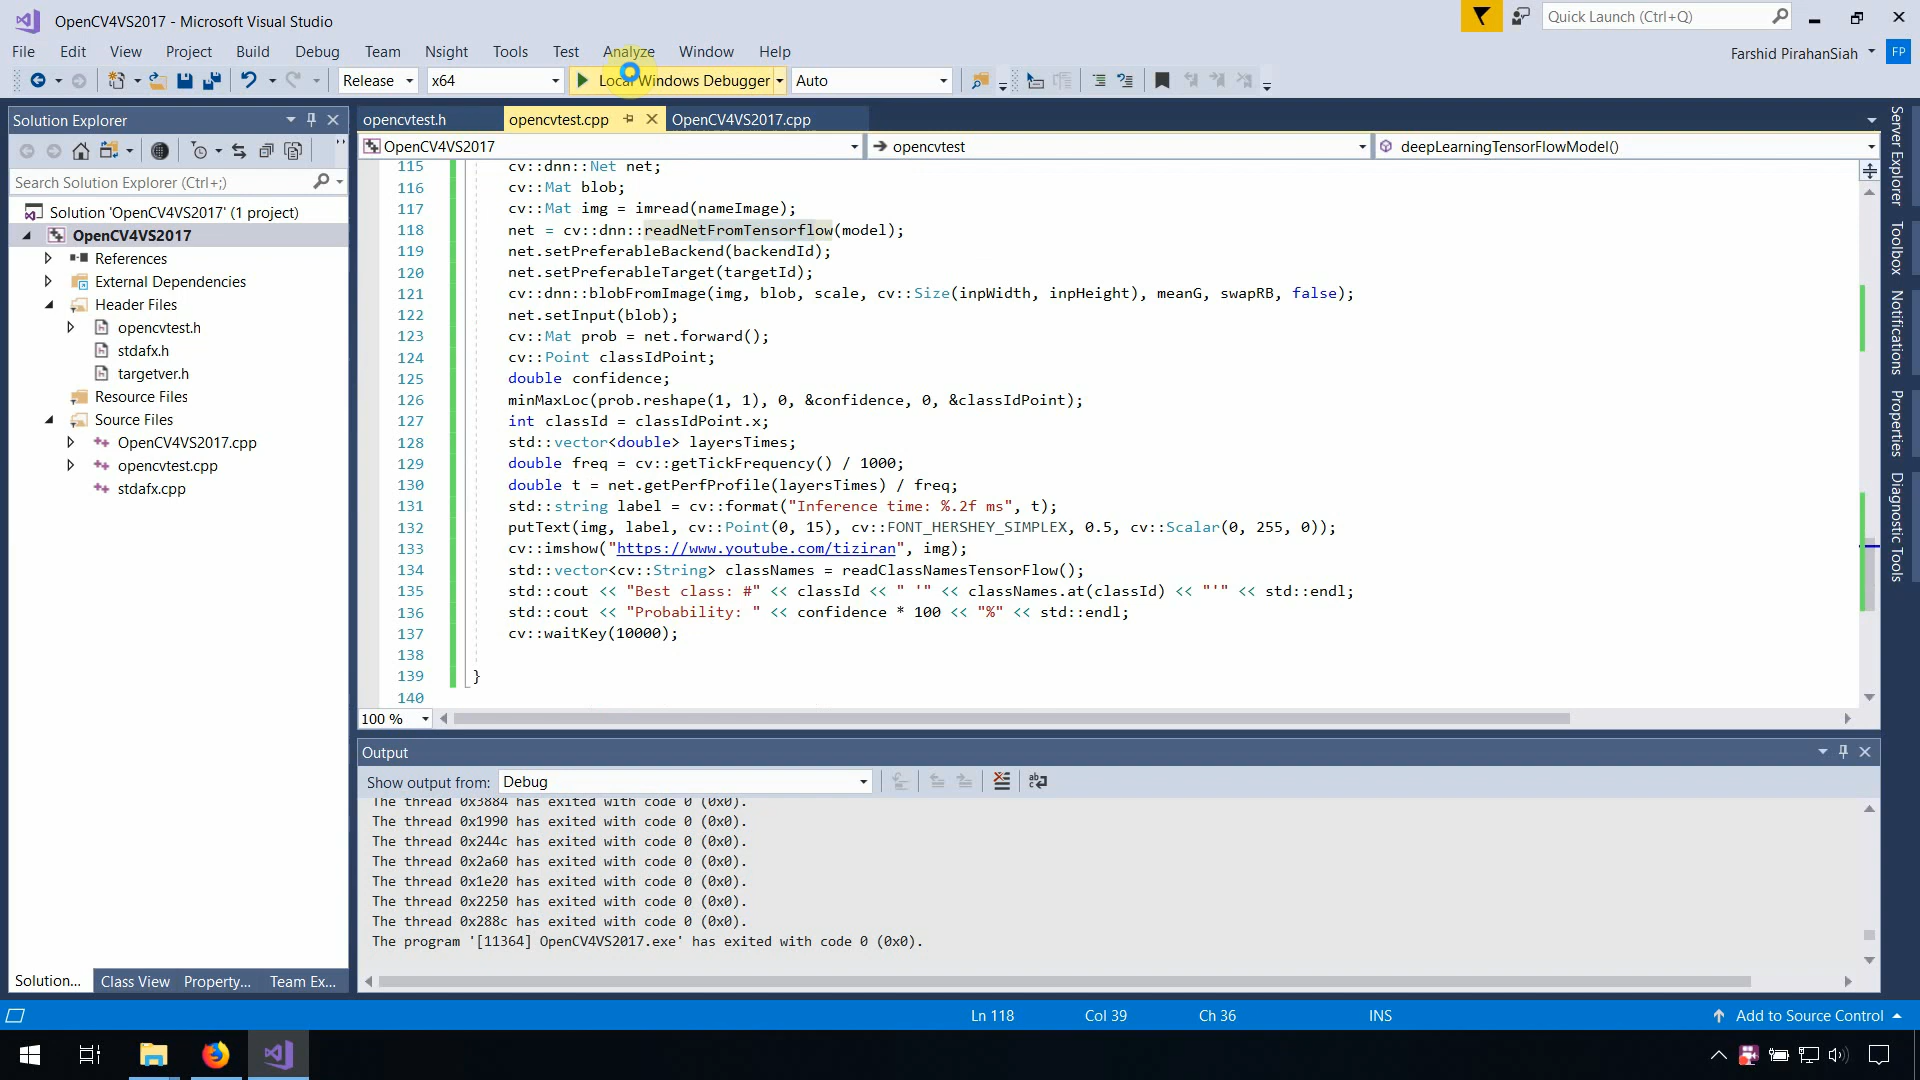 OpenCV4VS2017 - Microsoft Visual Studio
Quick Launch (Ctrl+Q)
File Edit View Project Build Debug Team Nsight Tools Test Analyze Window Help
Farshid PirahanSiah
FP
Release x64 Local Windows Debugger Auto
Solution Explorer
opencvtest.h opencvtest.cpp OpenCV4VS2017.cpp
OpenCV4VS2017 opencvtest deepLearningTensorFlowModel()
Search Solution Explorer (Ctrl+;)
Solution 'OpenCV4VS2017' (1 project)
OpenCV4VS2017
References
External Dependencies
Header Files
opencvtest.h
stdafx.h
targetver.h
Resource Files
Source Files
OpenCV4VS2017.cpp
opencvtest.cpp
stdafx.cpp
Solution... Class View Property... Team Ex...
115 cv::dnn::Net net;
116 cv::Mat blob;
117 cv::Mat img = imread(nameImage);
118 net = cv::dnn::readNetFromTensorflow(model);
119 net.setPreferableBackend(backendId);
120 net.setPreferableTarget(targetId);
121 cv::dnn::blobFromImage(img, blob, scale, cv::Size(inpWidth, inpHeight), meanG, swapRB, false);
122 net.setInput(blob);
123 cv::Mat prob = net.forward();
124 cv::Point classIdPoint;
125 double confidence;
126 minMaxLoc(prob.reshape(1, 1), 0, &confidence, 0, &classIdPoint);
127 int classId = classIdPoint.x;
128 std::vector<double> layersTimes;
129 double freq = cv::getTickFrequency() / 1000;
130 double t = net.getPerfProfile(layersTimes) / freq;
131 std::string label = cv::format("Inference time: %.2f ms", t);
132 putText(img, label, cv::Point(0, 15), cv::FONT_HERSHEY_SIMPLEX, 0.5, cv::Scalar(0, 255, 0));
133 cv::imshow("https://www.youtube.com/tiziran", img);
134 std::vector<cv::String> classNames = readClassNamesTensorFlow();
135 std::cout << "Best class: #" << classId << " '" << classNames.at(classId) << "'" << std::endl;
136 std::cout << "Probability: " << confidence * 100 << "%" << std::endl;
137 cv::waitKey(10000);
138
139 }
140
100 %
Output
Show output from: Debug
The thread 0x3884 has exited with code 0 (0x0).
The thread 0x1990 has exited with code 0 (0x0).
The thread 0x244c has exited with code 0 (0x0).
The thread 0x2a60 has exited with code 0 (0x0).
The thread 0x1e20 has exited with code 0 (0x0).
The thread 0x2250 has exited with code 0 (0x0).
The thread 0x288c has exited with code 0 (0x0).
The program '[11364] OpenCV4VS2017.exe' has exited with code 0 (0x0).
Server Explorer
Toolbox
Notifications
Properties
Diagnostic Tools
Ln 118 Col 39 Ch 36 INS Add to Source Control